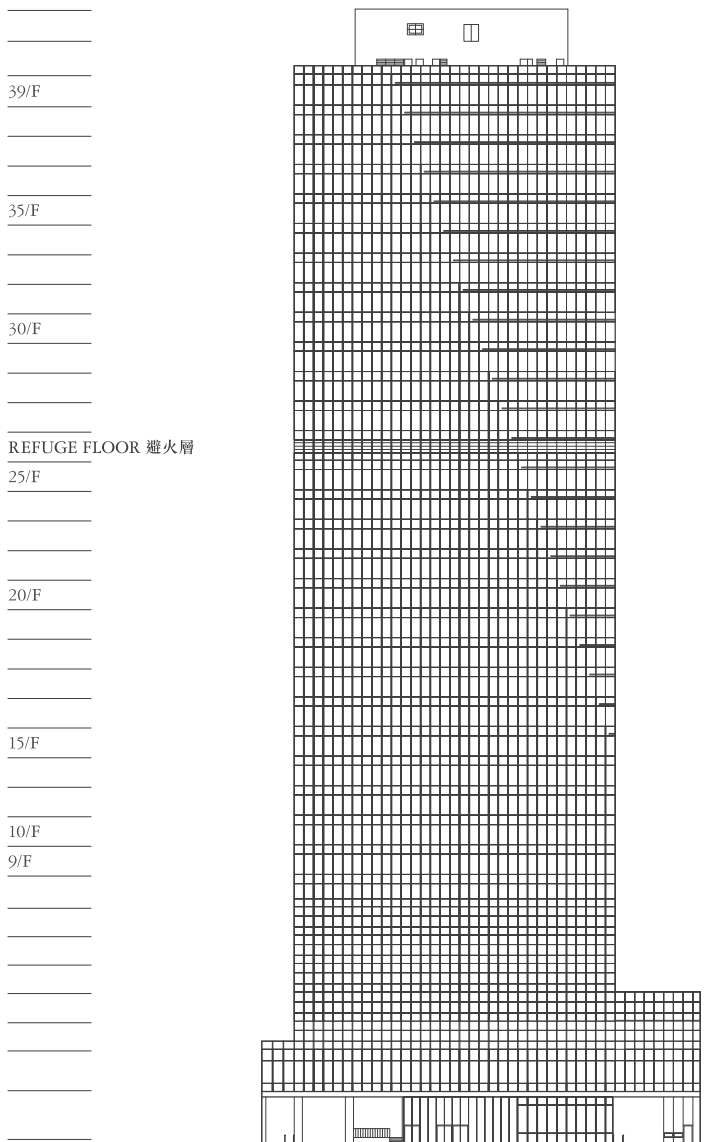 39/F
35/F
30/F
REFUGE FLOOR 避火層
25/F
20/F
15/F
10/F
9/F